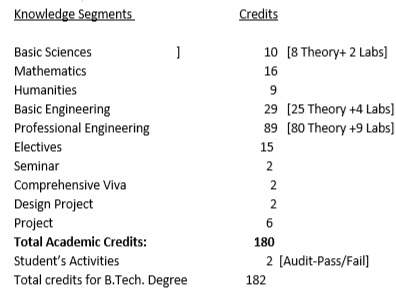 Knowledge Segments Credits
Basic Sciences ] 10 [8 Theory+ 2 Labs]
Mathematics 16
Humanities 9
Basic Engineering 29 [25 Theory +4 Labs]
Professional Engineering 89 [80 Theory +9 Labs]
Electives 15
Seminar 2
Comprehensive Viva 2
Design Project 2
Project 6
Total Academic Credits: 180
Student’s Activities 2 [Audit-Pass/Fail]
Total credits for B.Tech. Degree 182